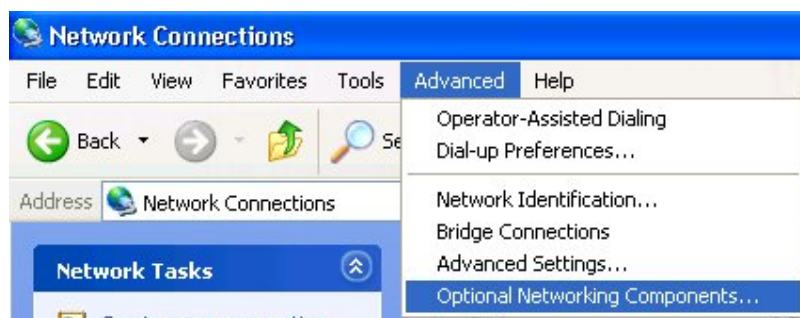 Network Connections
File Edit View Favorites Tools Advanced Help
Operator-Assisted Dialing
Back
Dial-up Preferences...
Address Network Connections
Network Identification...
Bridge Connections
Network Tasks
Advanced Settings...
Optional Networking Components...